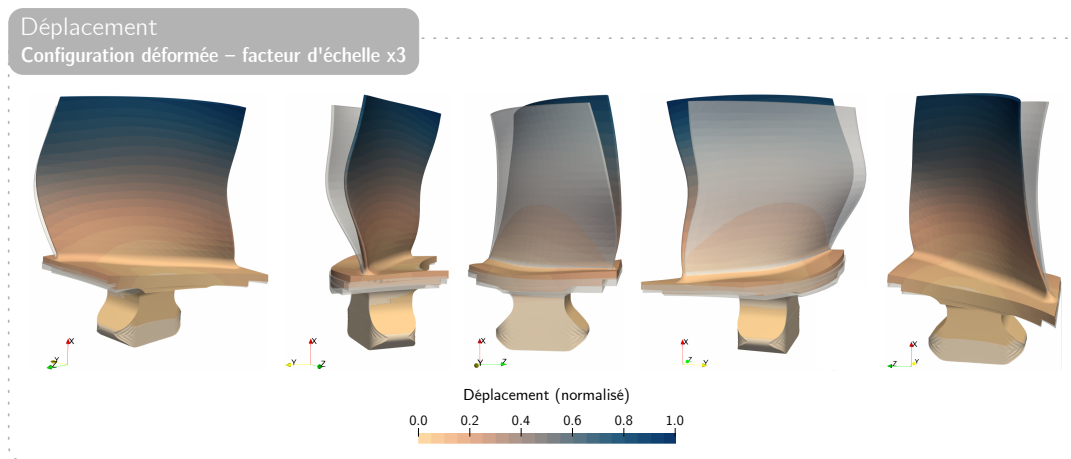 Déplacement
Configuration déformée – facteur d'échelle x3
X
Y
Z
X
Y
Z
X
Y
Z
X
Z
Y
X
Z
Y
Déplacement (normalisé)
0.0 0.2 0.4 0.6 0.8 1.0